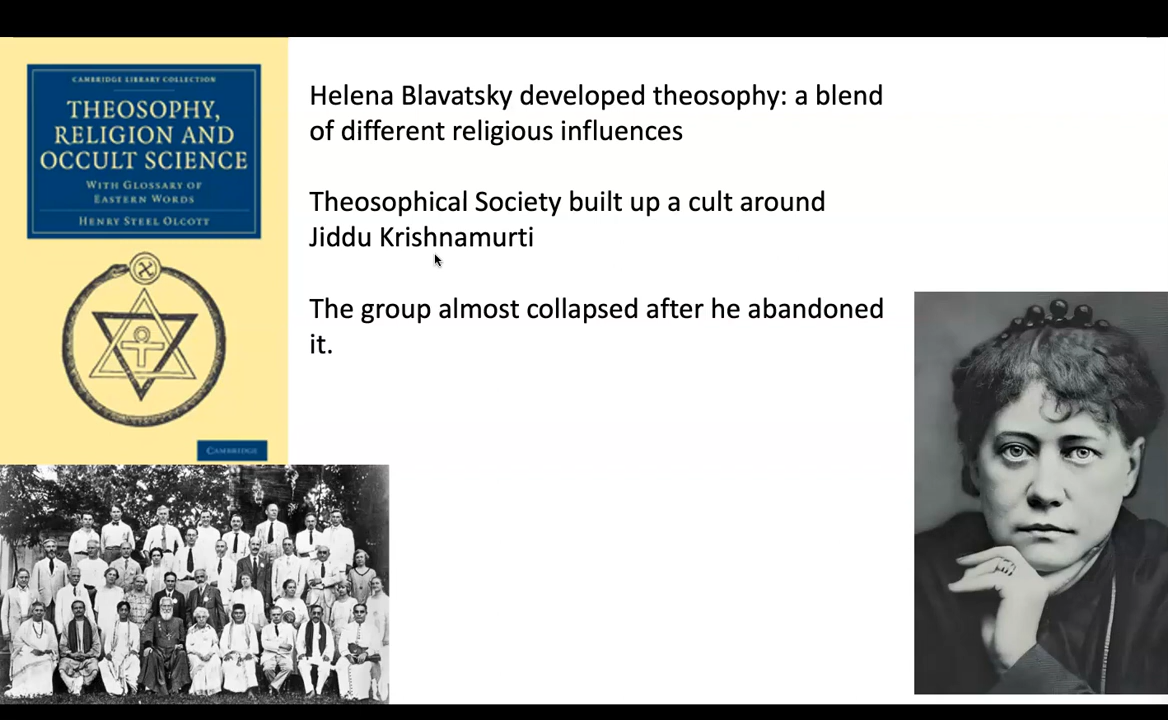 CAMBRIDGE LIBRARY COLLECTION
THEOSOPHY,
RELIGION AND
OCCULT SCIENCE
WITH GLOSSARY OF
EASTERN WORDS
HENRY STEEL OLCOTT
CAMBRIDGE
Helena Blavatsky developed theosophy: a blend
of different religious influences
Theosophical Society built up a cult around
Jiddu Krishnamurti
The group almost collapsed after he abandoned
it.